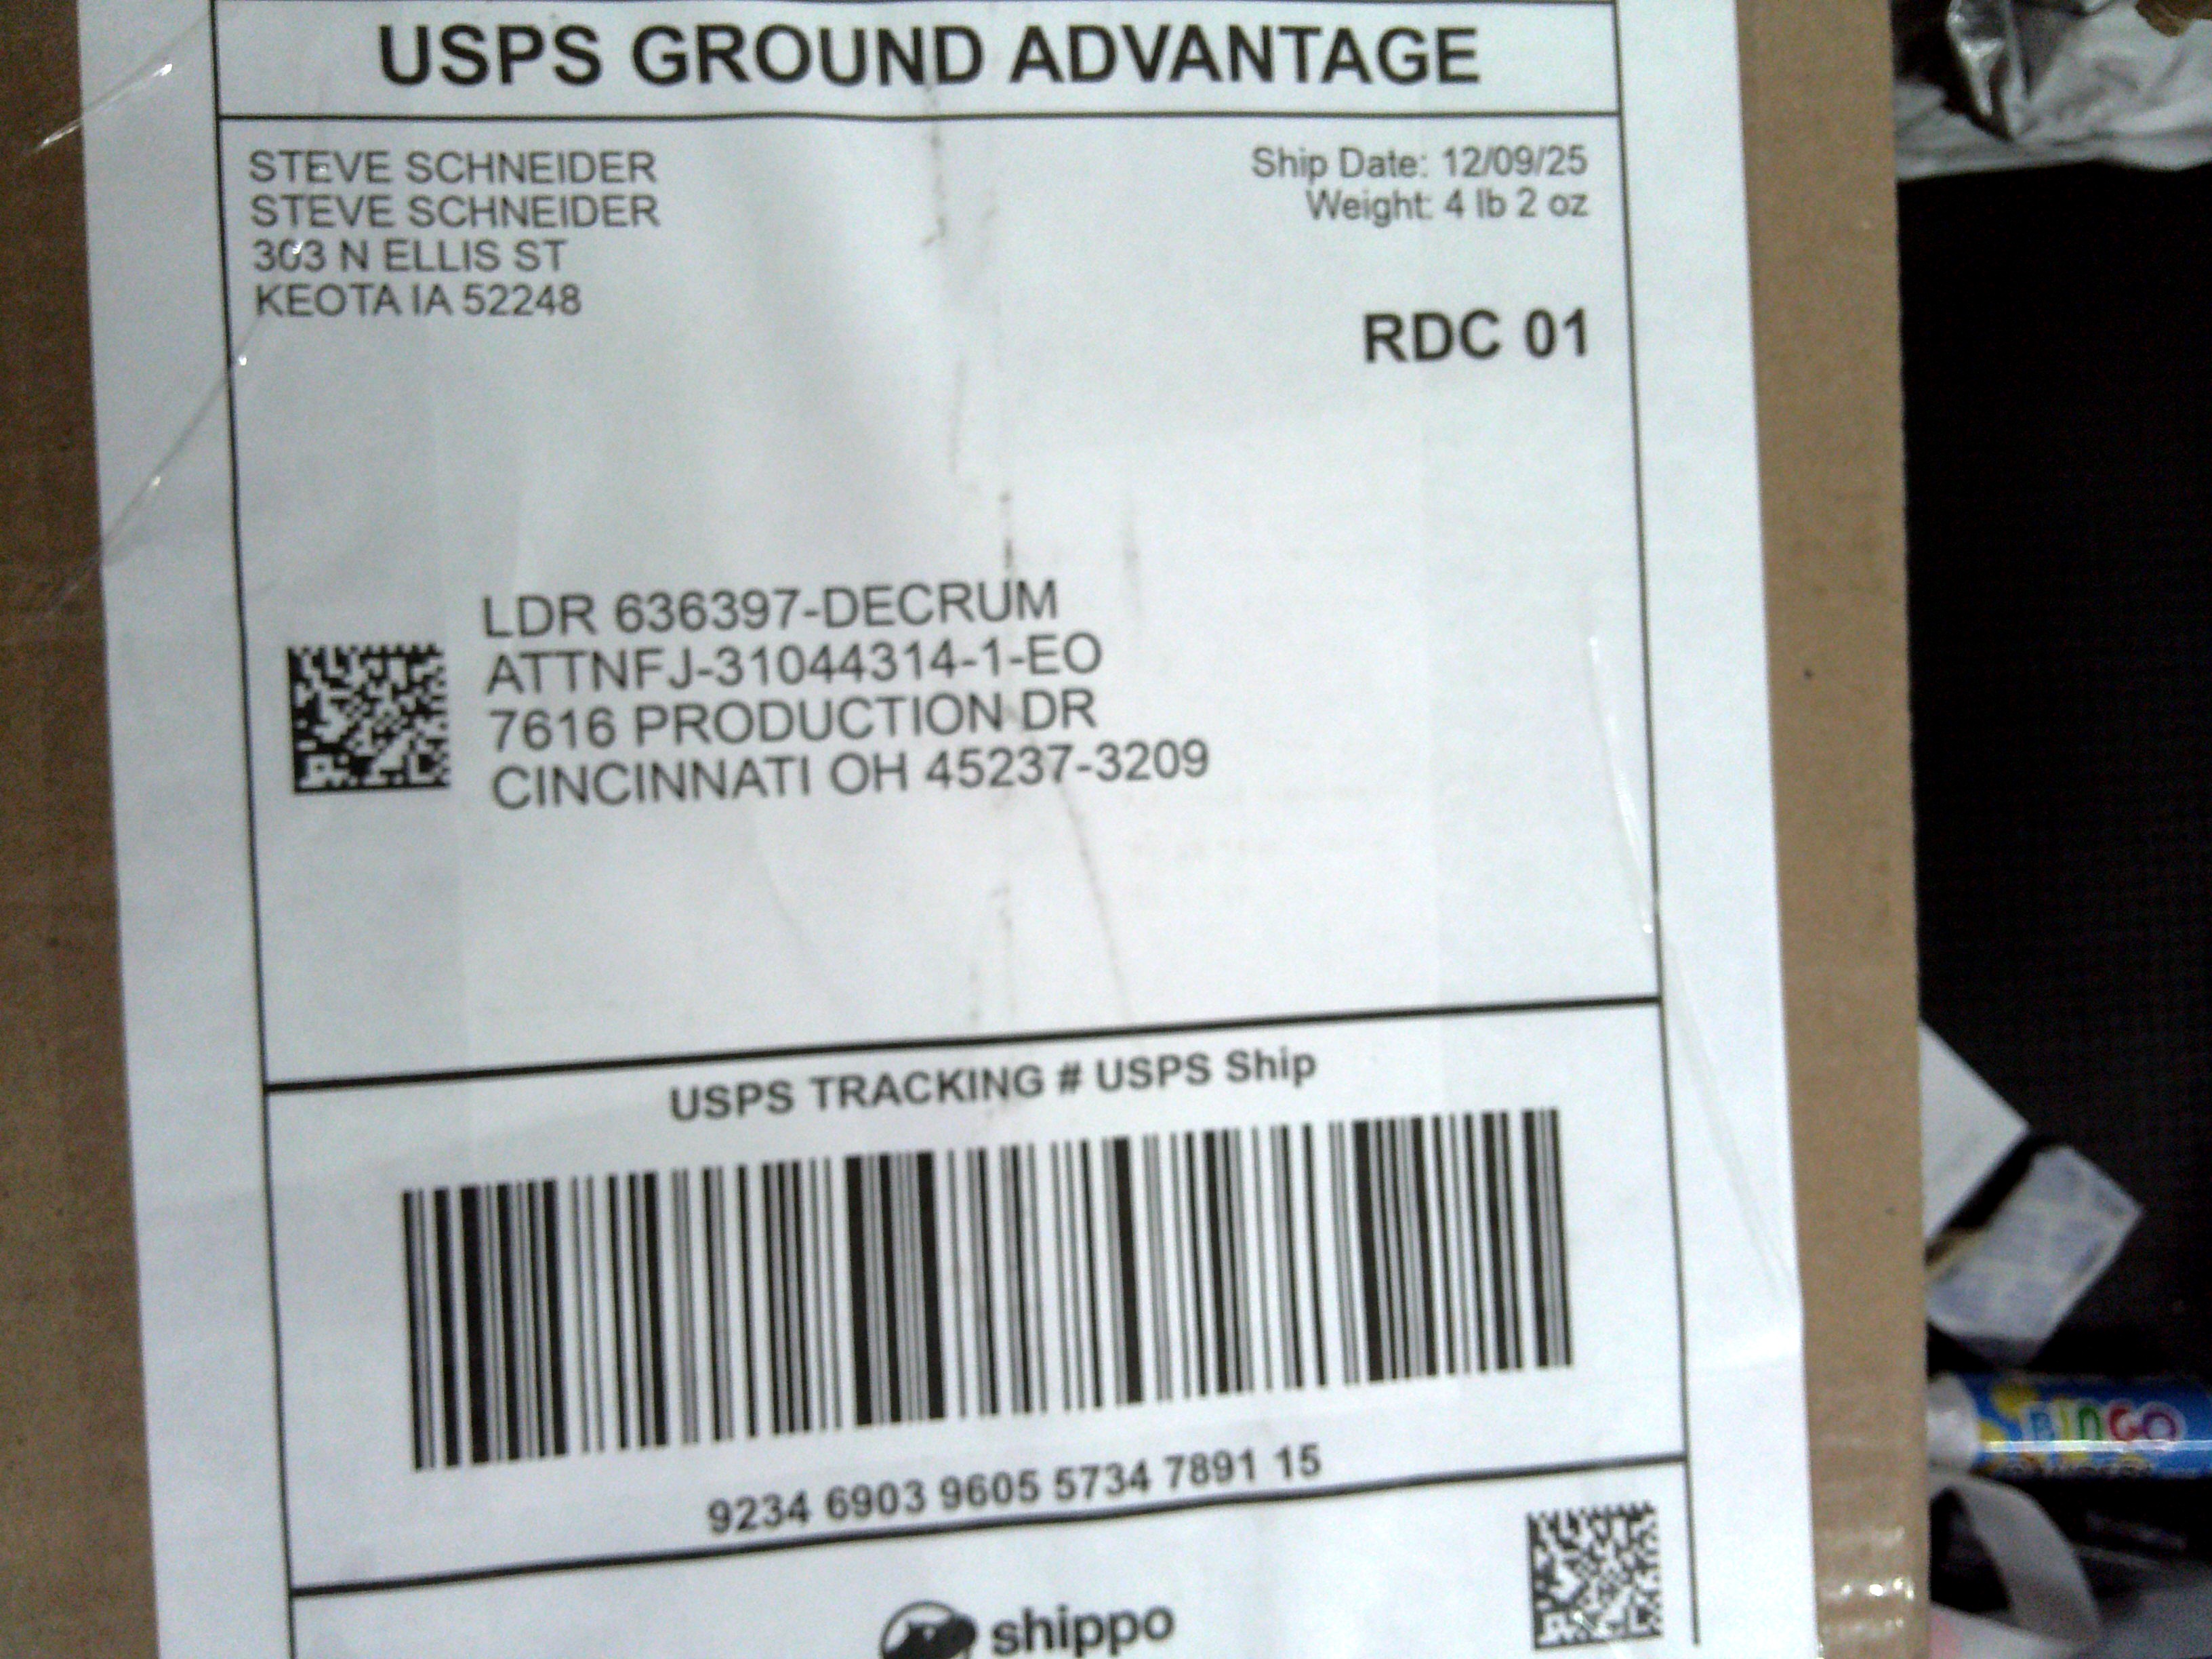 USPS GROUND ADVANTAGE
STEVE SCHNEIDER
STEVE SCHNEIDER
303 N ELLIS ST
KEOTA IA 52248
Ship Date: 12/09/25
Weight: 4 lb 2 oz
RDC 01
LDR 636397-DECRUM
ATTNFJ-31044314-1-EO
7616 PRODUCTION DR
CINCINNATI OH 45237-3209
USPS TRACKING # USPS Ship
9234 6903 9605 5734 7891 15
shippo
BINGO